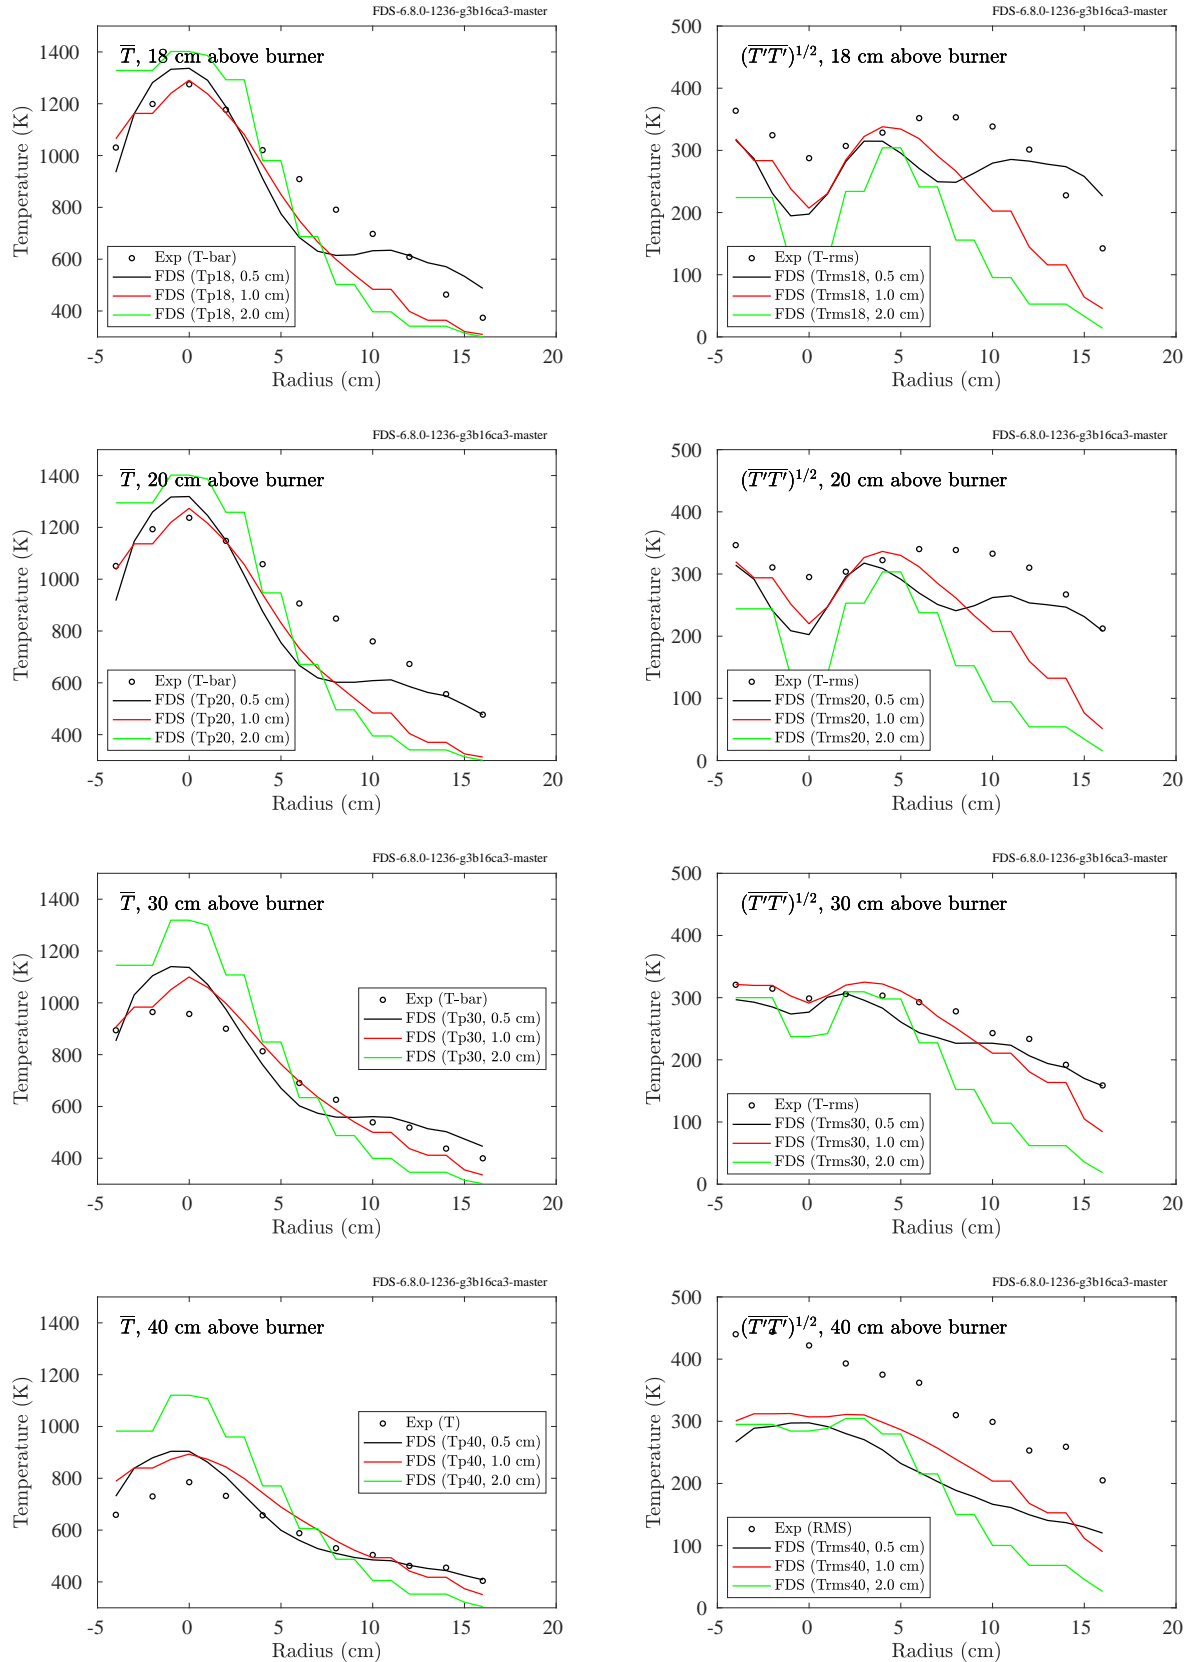 FDS-6.8.0-1236-g3b16ca3-master
T̅, 18 cm above burner
1400
1200
1000
800
600
400
Temperature (K)
Exp (T-bar)
FDS (Tp18, 0.5 cm)
FDS (Tp18, 1.0 cm)
FDS (Tp18, 2.0 cm)
-5 0 5 10 15 20
Radius (cm)
FDS-6.8.0-1236-g3b16ca3-master
(T′T′)1/2, 18 cm above burner
500
400
300
200
100
0
Temperature (K)
Exp (T-rms)
FDS (Trms18, 0.5 cm)
FDS (Trms18, 1.0 cm)
FDS (Trms18, 2.0 cm)
-5 0 5 10 15 20
Radius (cm)
FDS-6.8.0-1236-g3b16ca3-master
T̅, 20 cm above burner
1400
1200
1000
800
600
400
Temperature (K)
Exp (T-bar)
FDS (Tp20, 0.5 cm)
FDS (Tp20, 1.0 cm)
FDS (Tp20, 2.0 cm)
-5 0 5 10 15 20
Radius (cm)
FDS-6.8.0-1236-g3b16ca3-master
(T′T′)1/2, 20 cm above burner
500
400
300
200
100
0
Temperature (K)
Exp (T-rms)
FDS (Trms20, 0.5 cm)
FDS (Trms20, 1.0 cm)
FDS (Trms20, 2.0 cm)
-5 0 5 10 15 20
Radius (cm)
FDS-6.8.0-1236-g3b16ca3-master
T̅, 30 cm above burner
1400
1200
1000
800
600
400
Temperature (K)
Exp (T-bar)
FDS (Tp30, 0.5 cm)
FDS (Tp30, 1.0 cm)
FDS (Tp30, 2.0 cm)
-5 0 5 10 15 20
Radius (cm)
FDS-6.8.0-1236-g3b16ca3-master
(T′T′)1/2, 30 cm above burner
500
400
300
200
100
0
Temperature (K)
Exp (T-rms)
FDS (Trms30, 0.5 cm)
FDS (Trms30, 1.0 cm)
FDS (Trms30, 2.0 cm)
-5 0 5 10 15 20
Radius (cm)
FDS-6.8.0-1236-g3b16ca3-master
T̅, 40 cm above burner
1400
1200
1000
800
600
400
Temperature (K)
Exp (T)
FDS (Tp40, 0.5 cm)
FDS (Tp40, 1.0 cm)
FDS (Tp40, 2.0 cm)
-5 0 5 10 15 20
Radius (cm)
FDS-6.8.0-1236-g3b16ca3-master
(T′T′)1/2, 40 cm above burner
500
400
300
200
100
0
Temperature (K)
Exp (RMS)
FDS (Trms40, 0.5 cm)
FDS (Trms40, 1.0 cm)
FDS (Trms40, 2.0 cm)
-5 0 5 10 15 20
Radius (cm)